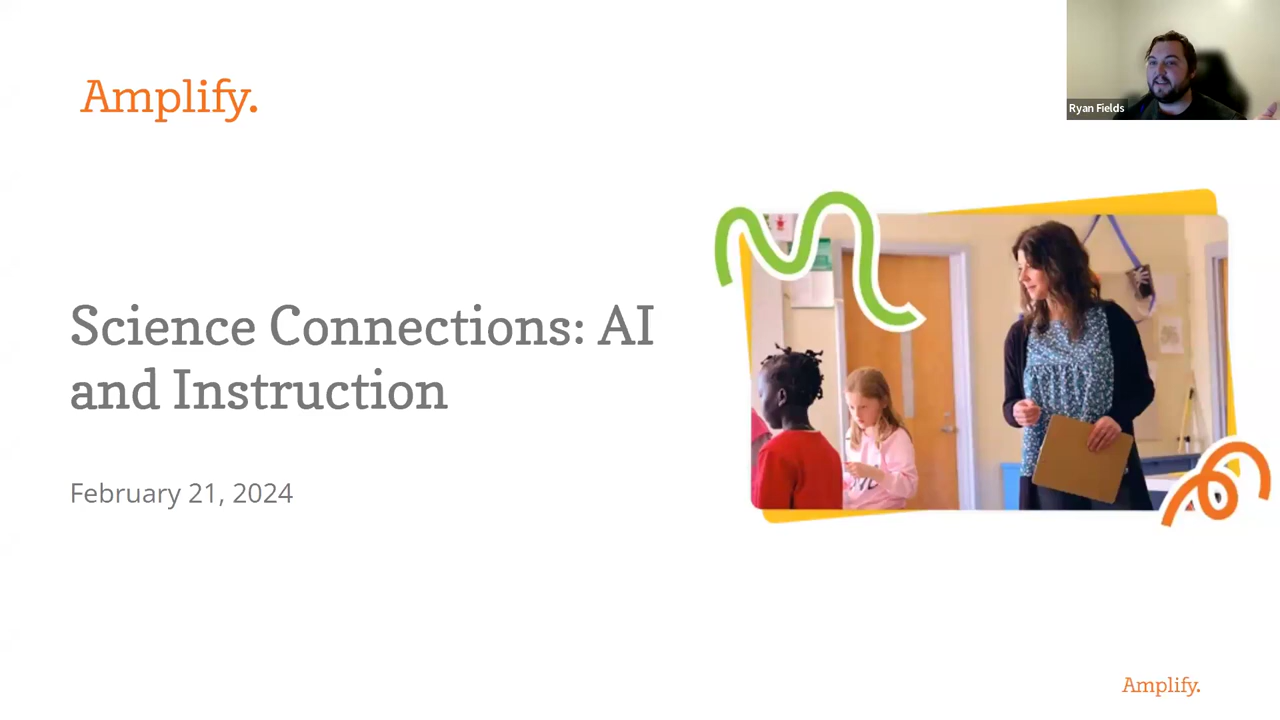 Amplify.
Ryan Fields
Science Connections: AI
and Instruction
February 21, 2024
Amplify.